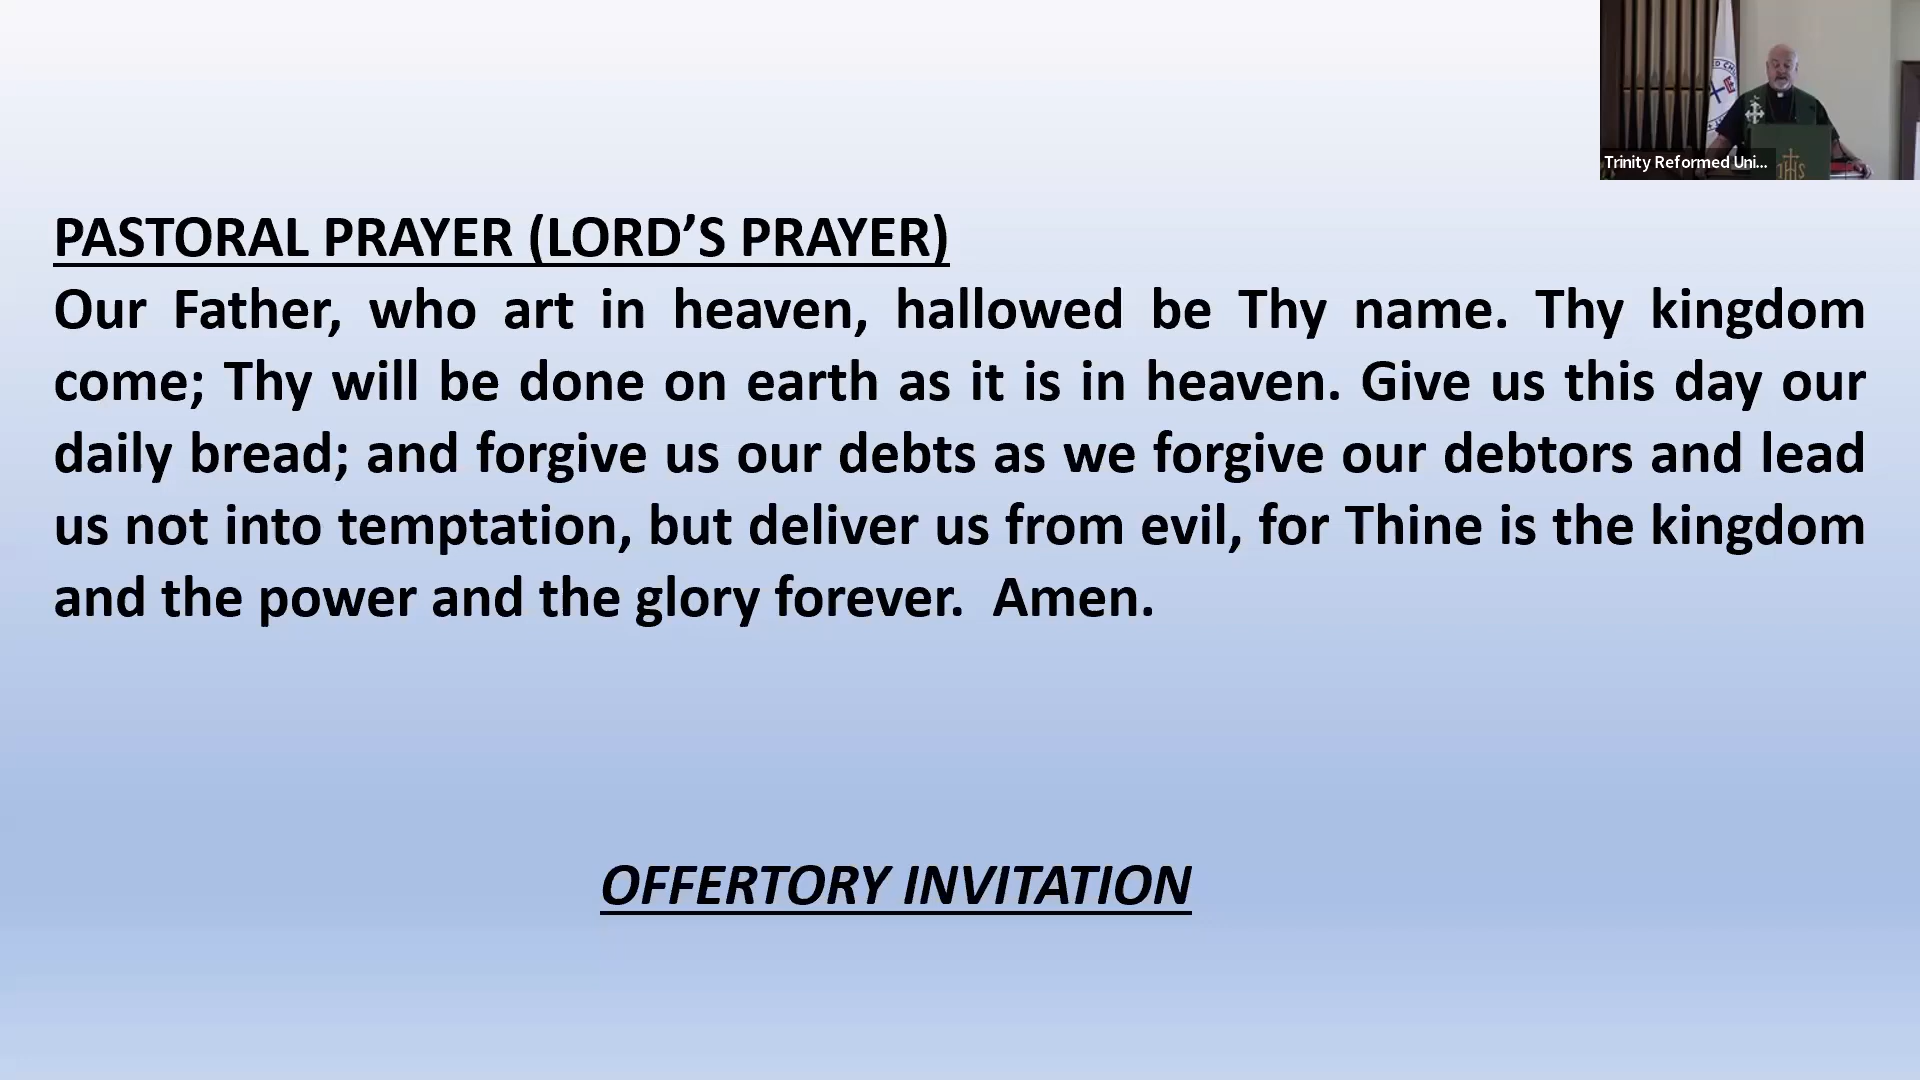 Trinity Reformed Uni...
PASTORAL PRAYER (LORD’S PRAYER)
Our Father, who art in heaven, hallowed be Thy name. Thy kingdom
come; Thy will be done on earth as it is in heaven. Give us this day our
daily bread; and forgive us our debts as we forgive our debtors and lead
us not into temptation, but deliver us from evil, for Thine is the kingdom
and the power and the glory forever.  Amen.
OFFERTORY INVITATION